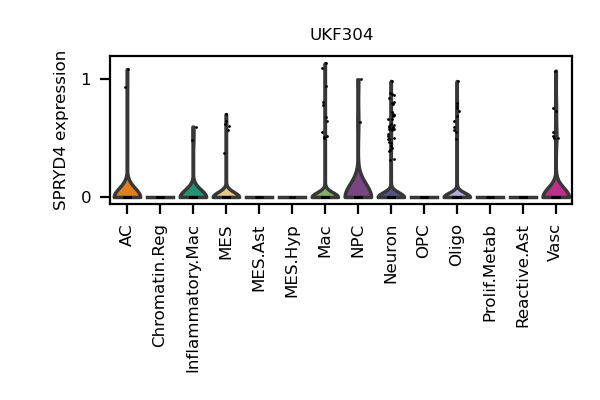 UKF304
SPRYD4 expression
1
0
AC
Chromatin.Reg
Inflammatory.Mac
MES
MES.Ast
MES.Hyp
Mac
NPC
Neuron
OPC
Oligo
Prolif.Metab
Reactive.Ast
Vasc